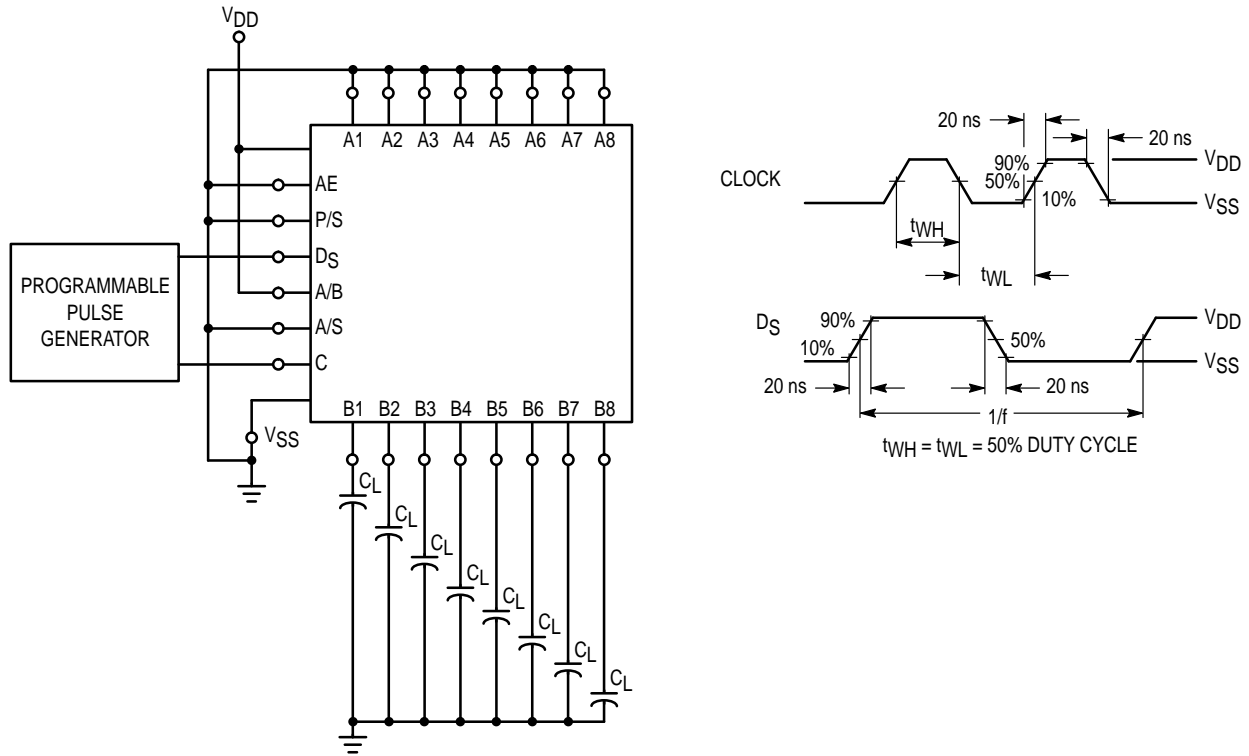 VDD
A1 A2 A3 A4 A5 A6 A7 A8
AE
P/S
DS
A/B
A/S
C
PROGRAMMABLE
PULSE
GENERATOR
B1 B2 B3 B4 B5 B6 B7 B8
VSS
CL
CL
CL
CL
CL
CL
CL
CL
20 ns
20 ns
CLOCK
90%
50%
10%
VDD
VSS
tWH
tWL
DS
90%
10%
50%
VDD
VSS
20 ns
20 ns
1/f
tWH = tWL = 50% DUTY CYCLE